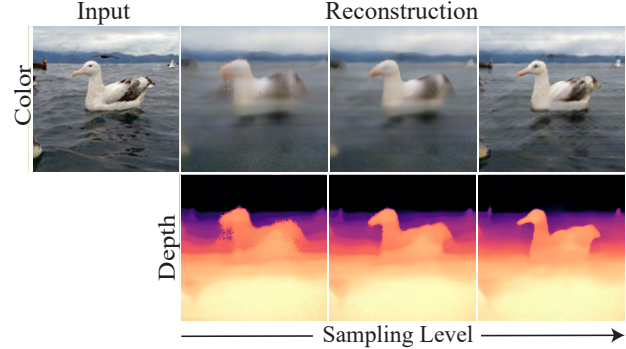 Input
Reconstruction
Color
Depth
Sampling Level